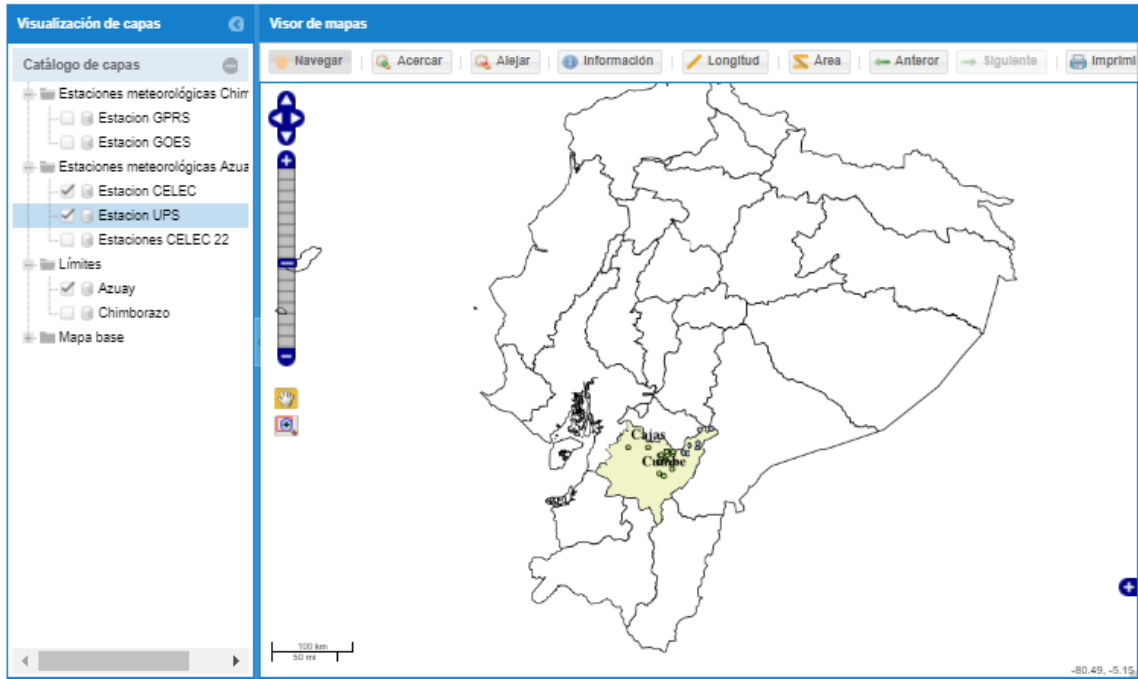 Visualización de capas
Visor de mapas
Catálogo de capas
Navegar
Acercar
Alejar
Información
Longitud
Área
Anteror
Siguiente
Imprimi
Estaciones meteorológicas Chim
Estacion GPRS
Estacion GOES
Estaciones meteorológicas Azua
Estacion CELEC
Estacion UPS
Estaciones CELEC 22
Límites
Azuay
Chimborazo
Mapa base
Cajas
Cumbe
100 km
50 mi
-80.49, -5.15